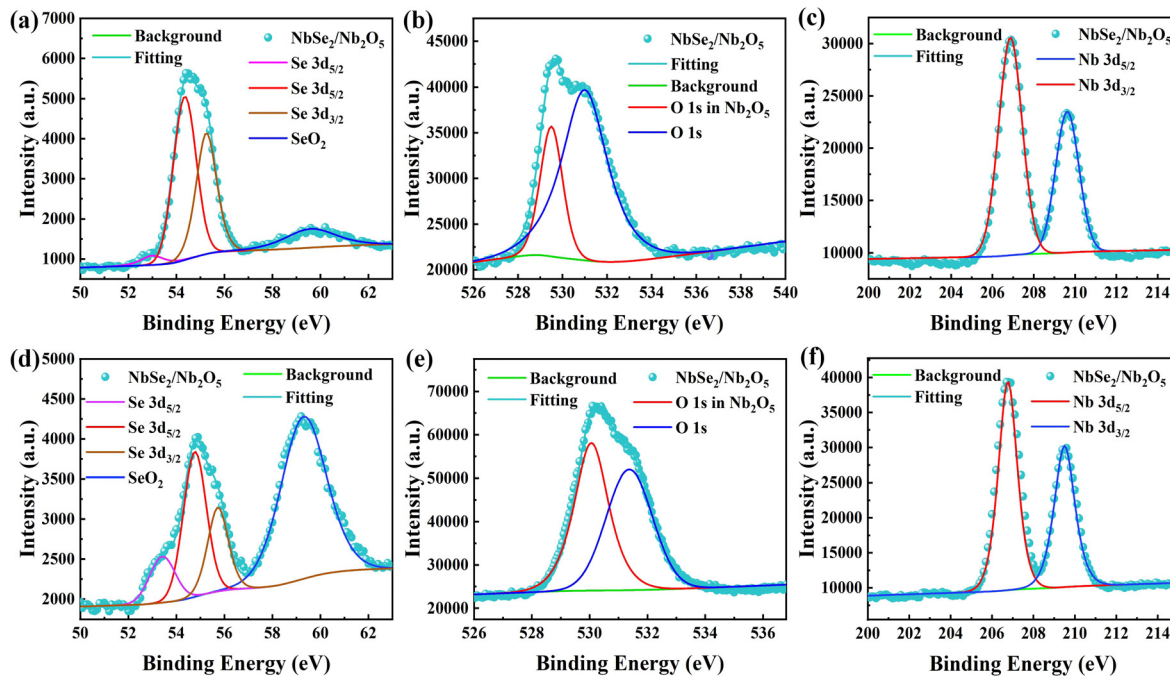 (a)
7000
6000
5000
4000
3000
2000
1000
50 52 54 56 58 60 62
Intensity (a.u.)
Binding Energy (eV)
Background
Fitting
NbSe₂/Nb₂O₅
Se 3d₅/₂
Se 3d₅/₂
Se 3d₃/₂
SeO₂
(b)
45000
40000
35000
30000
25000
20000
526 528 530 532 534 536 538 540
Intensity (a.u.)
Binding Energy (eV)
NbSe₂/Nb₂O₅
Fitting
Background
O 1s in Nb₂O₅
O 1s
(c)
30000
20000
10000
200 202 204 206 208 210 212 214
Intensity (a.u.)
Binding Energy (eV)
Background
Fitting
NbSe₂/Nb₂O₅
Nb 3d₅/₂
Nb 3d₃/₂
(d)
5000
4500
4000
3500
3000
2500
2000
50 52 54 56 58 60 62
Intensity (a.u.)
Binding Energy (eV)
NbSe₂/Nb₂O₅
Se 3d₅/₂
Se 3d₅/₂
Se 3d₃/₂
SeO₂
Background
Fitting
(e)
70000
60000
50000
40000
30000
20000
526 528 530 532 534 536
Intensity (a.u.)
Binding Energy (eV)
Background
Fitting
NbSe₂/Nb₂O₅
O 1s in Nb₂O₅
O 1s
(f)
40000
30000
20000
10000
200 202 204 206 208 210 212 214
Intensity (a.u.)
Binding Energy (eV)
Background
Fitting
NbSe₂/Nb₂O₅
Nb 3d₅/₂
Nb 3d₃/₂